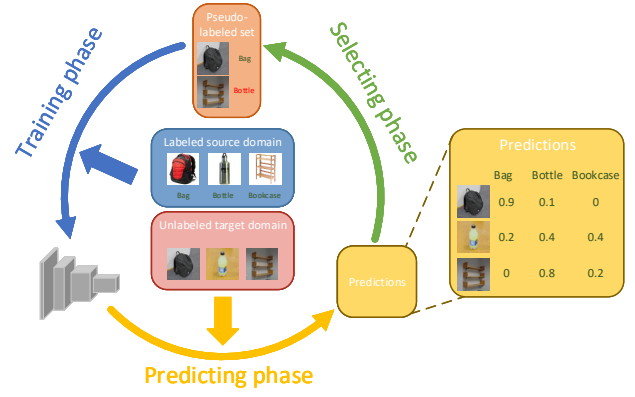 Pseudo-
labeled set
Bag
Bottle
Training phase
Selecting phase
Labeled source domain
Bag Bottle Bookcase
Unlabeled target domain
Predictions
Predicting phase
Predictions
Bag Bottle Bookcase
0.9 0.1 0
0.2 0.4 0.4
0 0.8 0.2